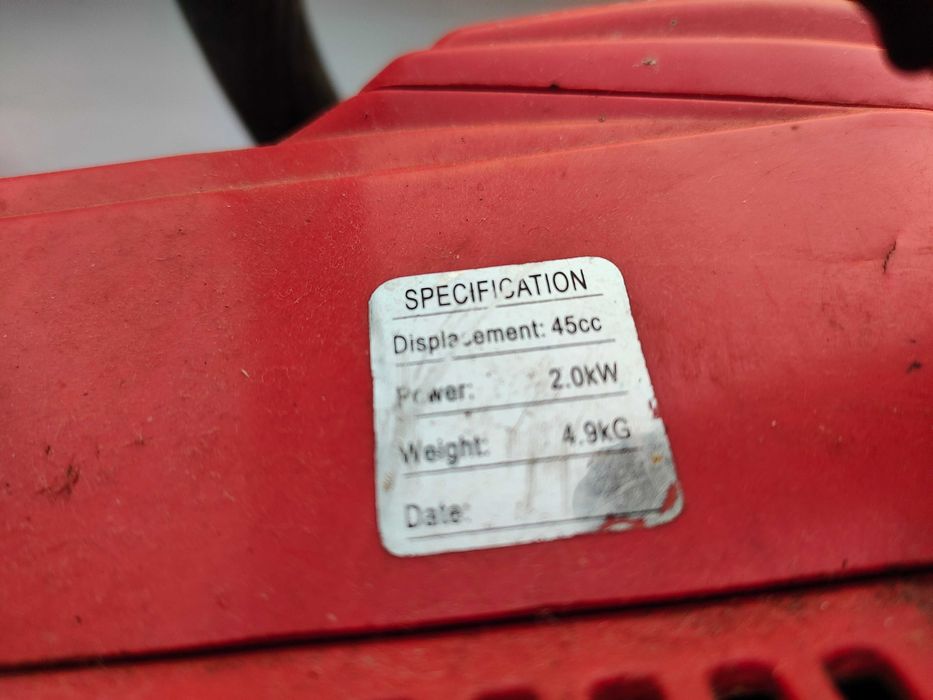 SPECIFICATION
Displacement: 45cc
Power: 2.0kW
Weight: 4.9kG
Date: